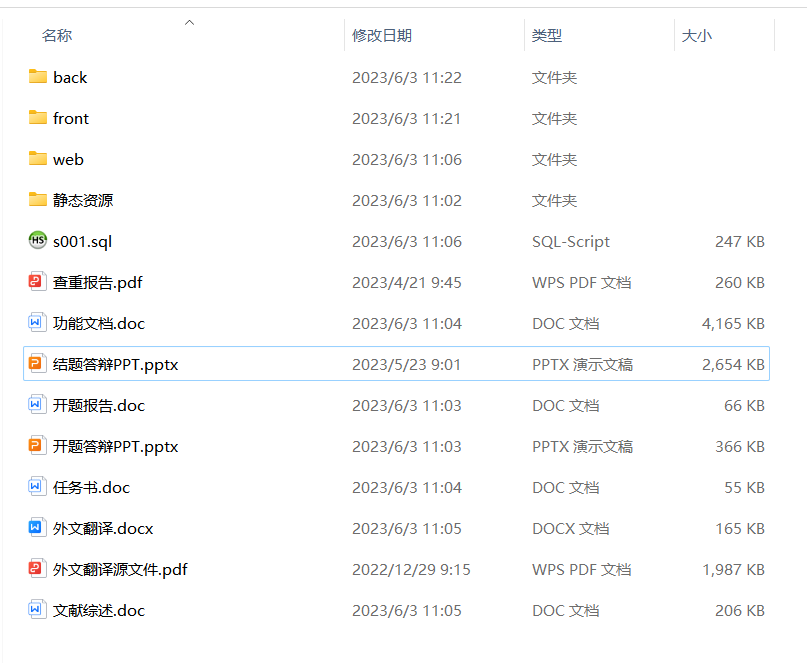 名称 修改日期 类型 大小
back 2023/6/3 11:22 文件夹
front 2023/6/3 11:21 文件夹
web 2023/6/3 11:06 文件夹
静态资源 2023/6/3 11:02 文件夹
HS s001.sql 2023/6/3 11:06 SQL-Script 247 KB
查重报告.pdf 2023/4/21 9:45 WPS PDF 文档 260 KB
功能文档.doc 2023/6/3 11:04 DOC 文档 4,165 KB
结题答辩PPT.pptx 2023/5/23 9:01 PPTX 演示文稿 2,654 KB
开题报告.doc 2023/6/3 11:03 DOC 文档 66 KB
开题答辩PPT.pptx 2023/6/3 11:03 PPTX 演示文稿 366 KB
任务书.doc 2023/6/3 11:04 DOC 文档 55 KB
外文翻译.docx 2023/6/3 11:05 DOCX 文档 165 KB
外文翻译源文件.pdf 2022/12/29 9:15 WPS PDF 文档 1,987 KB
文献综述.doc 2023/6/3 11:05 DOC 文档 206 KB